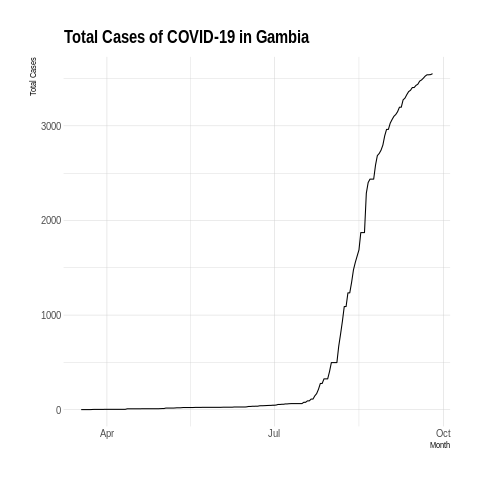 Total Cases of COVID-19 in Gambia
Total Cases
3000
2000
1000
0
Apr
Jul
Oct
Month